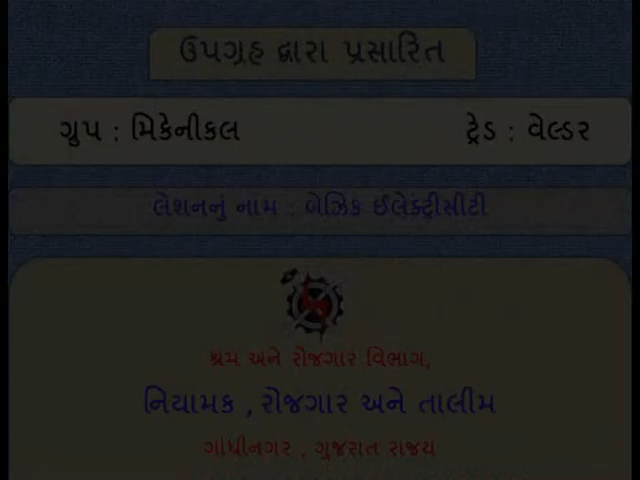 ઉપગ્રહ દ્વારા પ્રસારિત
ગ્રુપ : મિકેનીકલ ટ્રેડ : વેલ્ડર
લેશનનું નામ : બેઝિક ઈલેક્ટ્રીસીટી
શ્રમ અને રોજગાર વિભાગ,
નિયામક , રોજગાર અને તાલીમ
ગાંધીનગર , ગુજરાત રાજ્ય